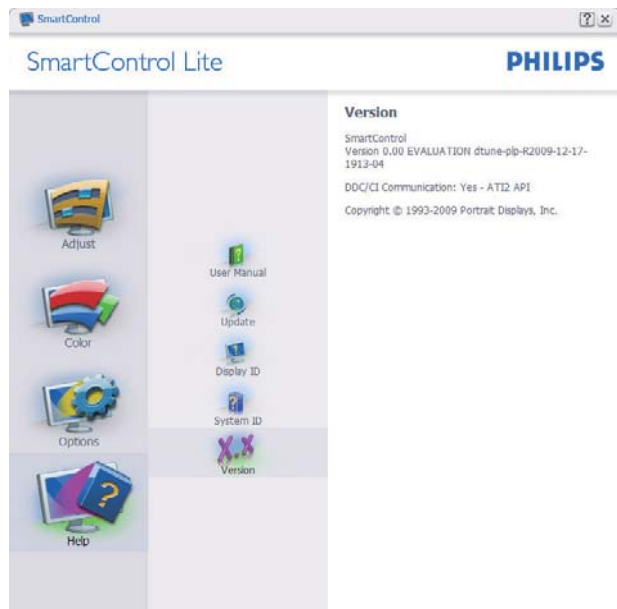 SmartControl
SmartControl Lite
PHILIPS
Adjust
Color
Options
Help
User Manual
Update
Display ID
System ID
X.X
Version
Version
SmartControl
Version 0.00 EVALUATION dtune-plp-R2009-12-17-
1913-04
DDC/CI Communication: Yes - ATI2 API
Copyright © 1993-2009 Portrait Displays, Inc.